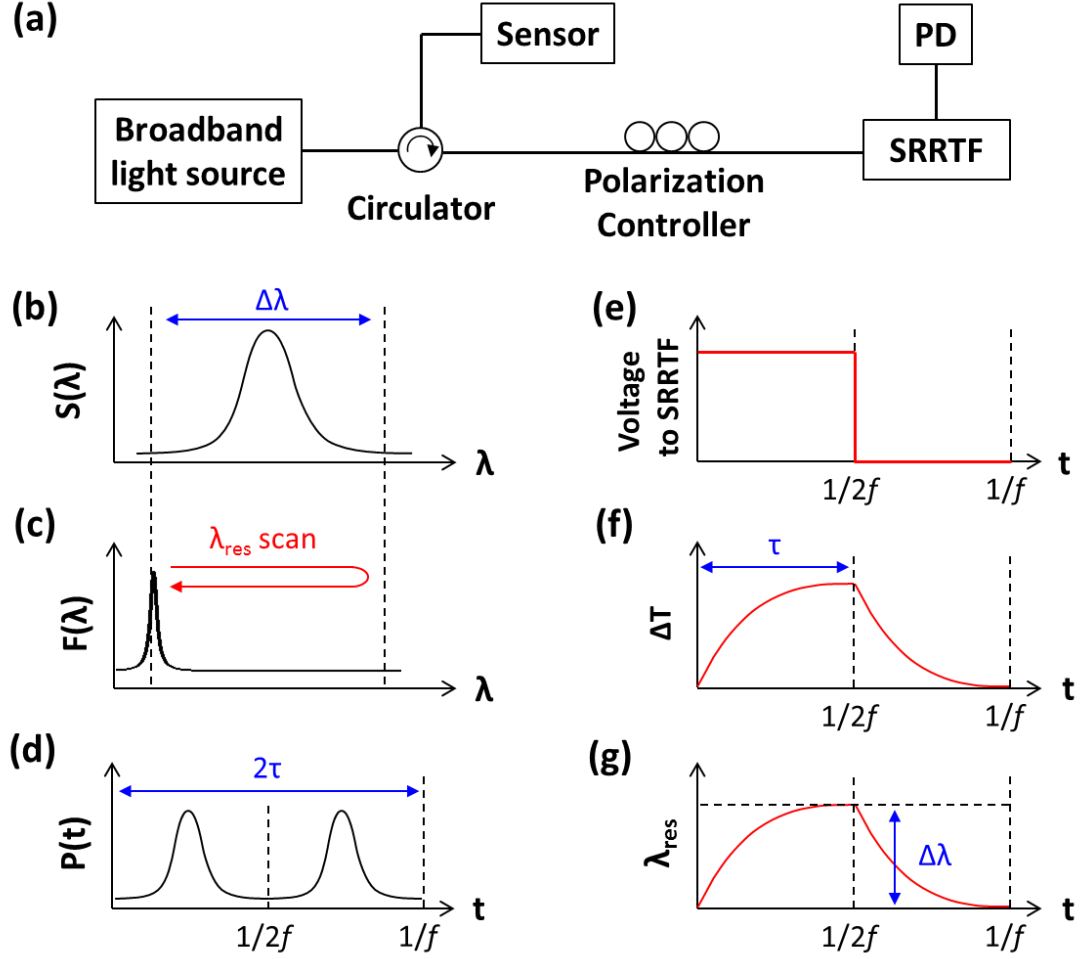 (a)
Sensor
PD
Broadband
light source
SRRTF
Circulator
Polarization
Controller
(b)
Δλ
S(λ)
λ
(c)
λres scan
F(λ)
λ
(d)
2τ
P(t)
t
1/2f
1/f
(e)
Voltage
to SRRTF
t
1/2f
1/f
(f)
τ
ΔT
t
1/2f
1/f
(g)
λres
Δλ
t
1/2f
1/f